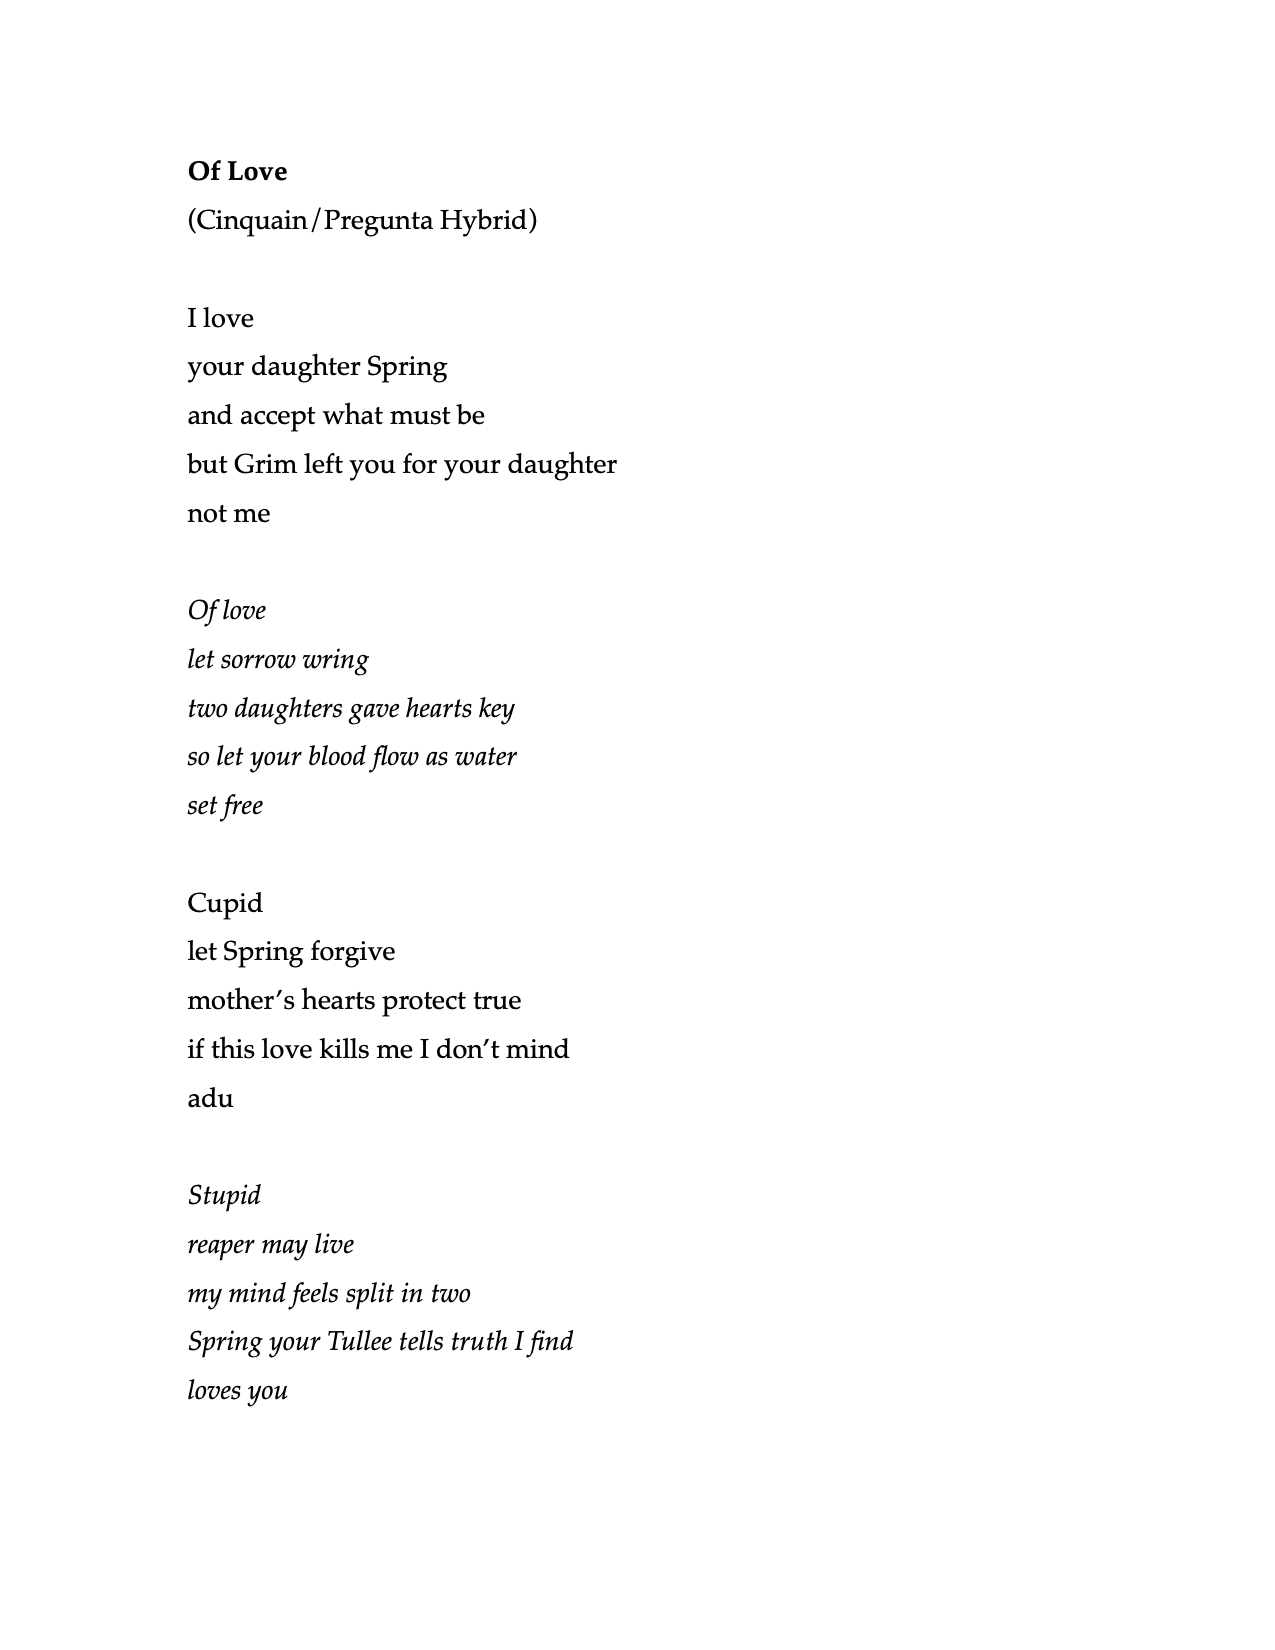 Of Love
(Cinquain/Pregunta Hybrid)
I love
your daughter Spring
and accept what must be
but Grim left you for your daughter
not me
Of love
let sorrow wring
two daughters gave hearts key
so let your blood flow as water
set free
Cupid
let Spring forgive
mother’s hearts protect true
if this love kills me I don’t mind
adu
Stupid
reaper may live
my mind feels split in two
Spring your Tullee tells truth I find
loves you